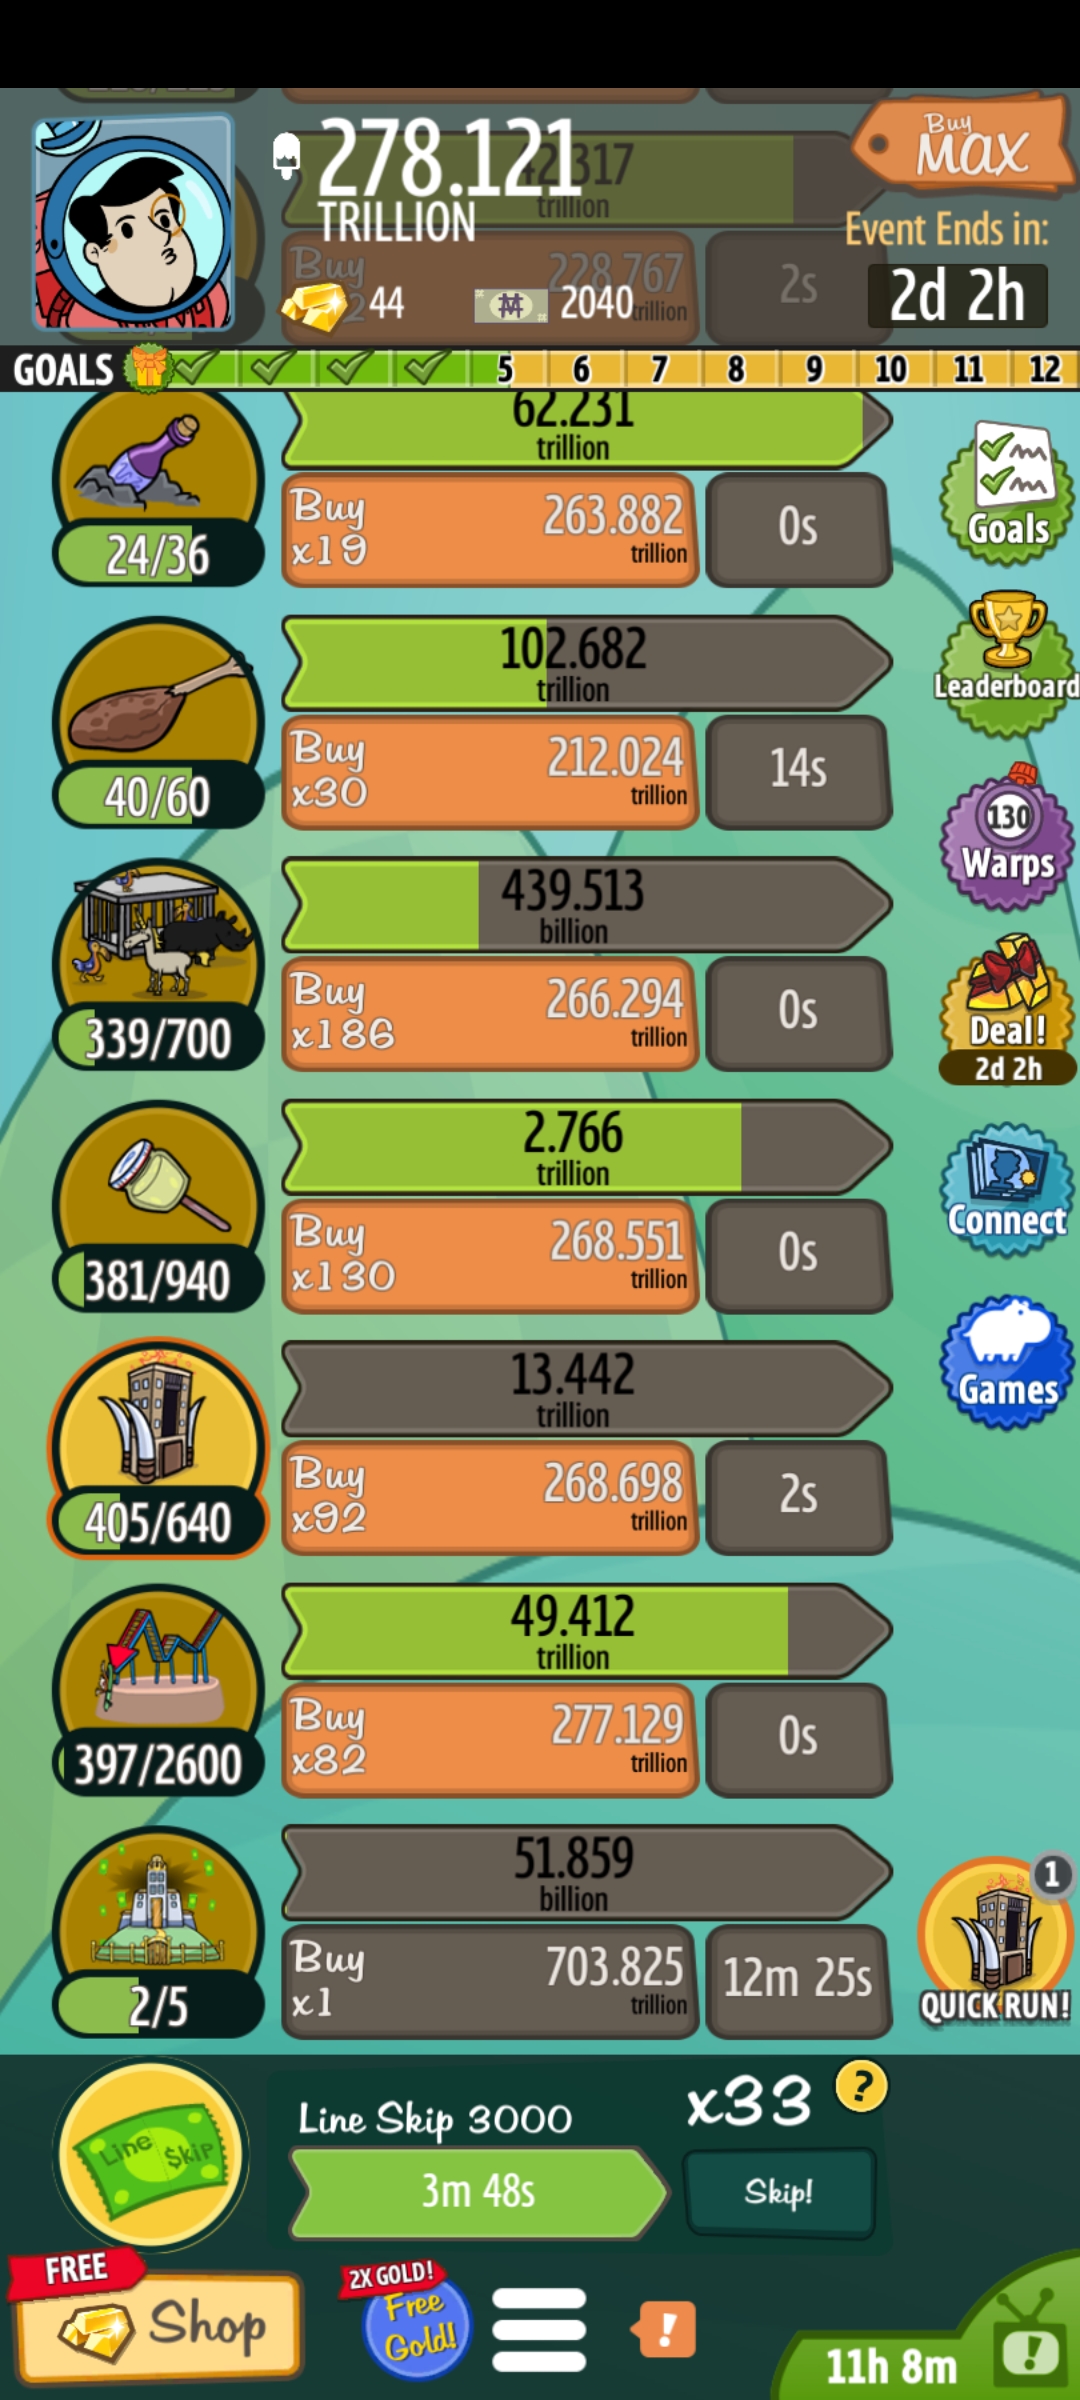 278.121
TRILLION
Buy
MAX
42.317
trillion
Event Ends in:
2d 2h
Buy
228.767
trillion
2s
44
2040
GOALS
5
6
7
8
9
10
11
12
62.231
trillion
24/36
Buy
x19
263.882
trillion
0s
Goals
102.682
trillion
40/60
Buy
x30
212.024
trillion
14s
Leaderboard
130
Warps
439.513
billion
339/700
Buy
x186
266.294
trillion
0s
Deal!
2d 2h
2.766
trillion
381/940
Buy
x130
268.551
trillion
0s
Connect
13.442
trillion
405/640
Buy
x92
268.698
trillion
2s
Games
49.412
trillion
397/2600
Buy
x82
277.129
trillion
0s
51.859
billion
2/5
Buy
x1
703.825
trillion
12m 25s
1
QUICK RUN!
Line Skip 3000
x33
?
Line $kip
3m 48s
Skip!
FREE
Shop
2X GOLD!
Free
Gold!
!
11h 8m
!